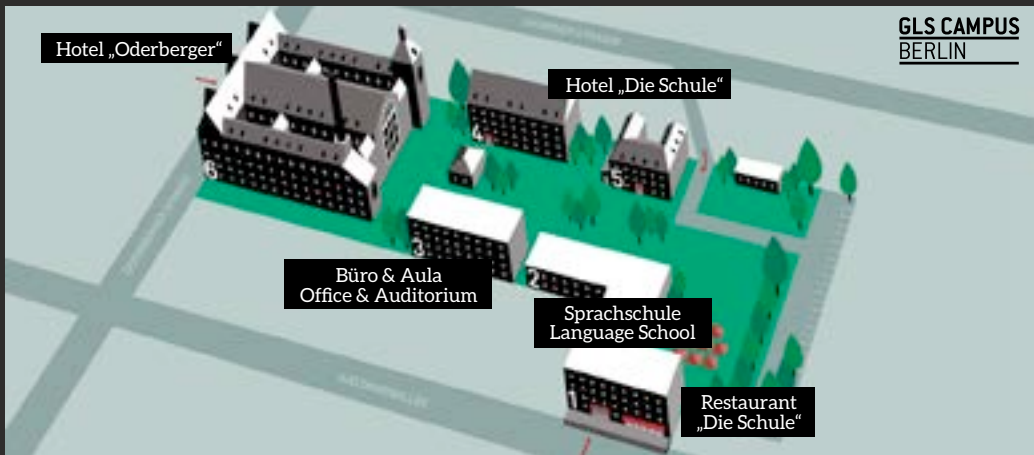 GLS CAMPUS
BERLIN
Hotel „Oderberger“
Hotel „Die Schule“
4
5
6
3
Büro & Aula
Office & Auditorium
2
Sprachschule
Language School
1
Restaurant
„Die Schule“